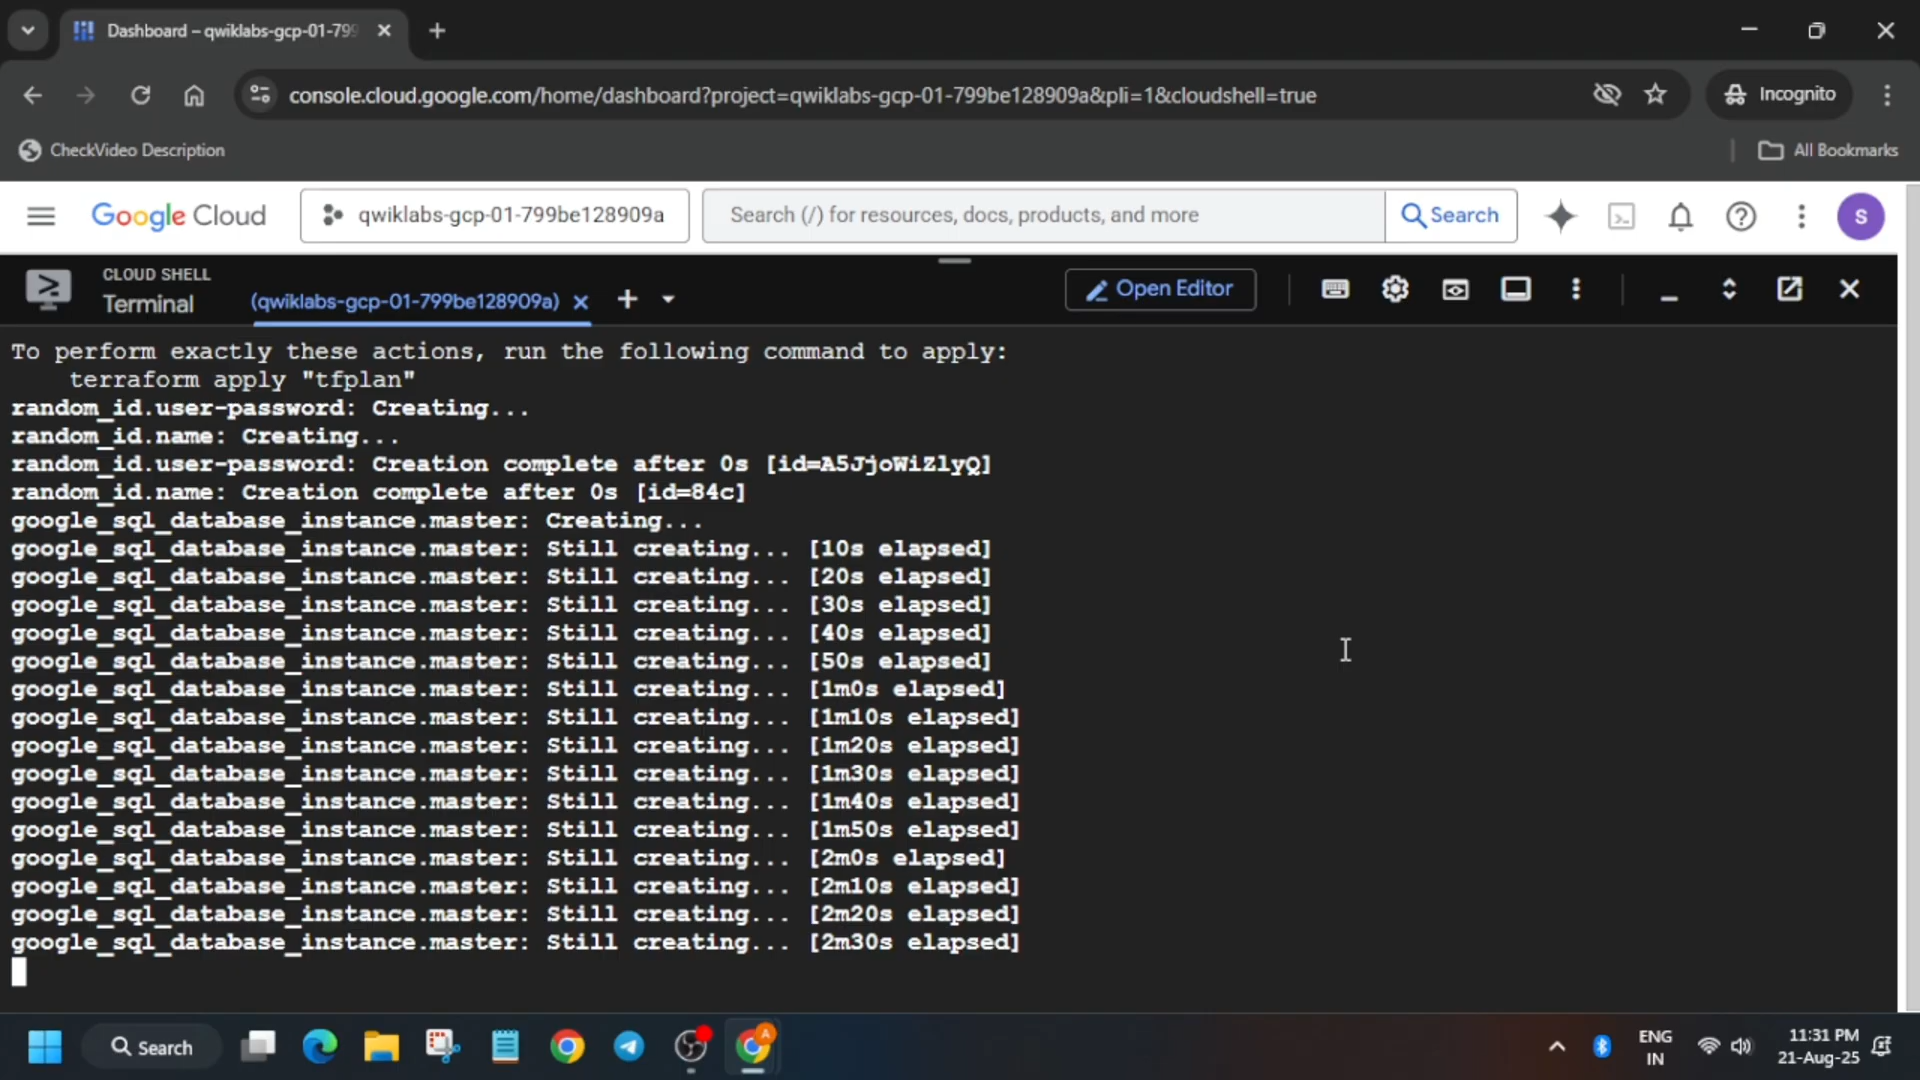 Dashboard – qwiklabs-gcp-01-799
console.cloud.google.com/home/dashboard?project=qwiklabs-gcp-01-799be128909a&pli=1&cloudshell=true
Incognito
CheckVideo Description
All Bookmarks
Google Cloud
qwiklabs-gcp-01-799be128909a
Search (/) for resources, docs, products, and more
Search
S
CLOUD SHELL
Terminal
(qwiklabs-gcp-01-799be128909a)
Open Editor
To perform exactly these actions, run the following command to apply:
terraform apply "tfplan"
random_id.user-password: Creating...
random_id.name: Creating...
random_id.user-password: Creation complete after 0s [id=A5JjoWiZlyQ]
random_id.name: Creation complete after 0s [id=84c]
google_sql_database_instance.master: Creating...
google_sql_database_instance.master: Still creating... [10s elapsed]
google_sql_database_instance.master: Still creating... [20s elapsed]
google_sql_database_instance.master: Still creating... [30s elapsed]
google_sql_database_instance.master: Still creating... [40s elapsed]
google_sql_database_instance.master: Still creating... [50s elapsed]
google_sql_database_instance.master: Still creating... [1m0s elapsed]
google_sql_database_instance.master: Still creating... [1m10s elapsed]
google_sql_database_instance.master: Still creating... [1m20s elapsed]
google_sql_database_instance.master: Still creating... [1m30s elapsed]
google_sql_database_instance.master: Still creating... [1m40s elapsed]
google_sql_database_instance.master: Still creating... [1m50s elapsed]
google_sql_database_instance.master: Still creating... [2m0s elapsed]
google_sql_database_instance.master: Still creating... [2m10s elapsed]
google_sql_database_instance.master: Still creating... [2m20s elapsed]
google_sql_database_instance.master: Still creating... [2m30s elapsed]
Search
A
ENG
IN
11:31 PM
21-Aug-25